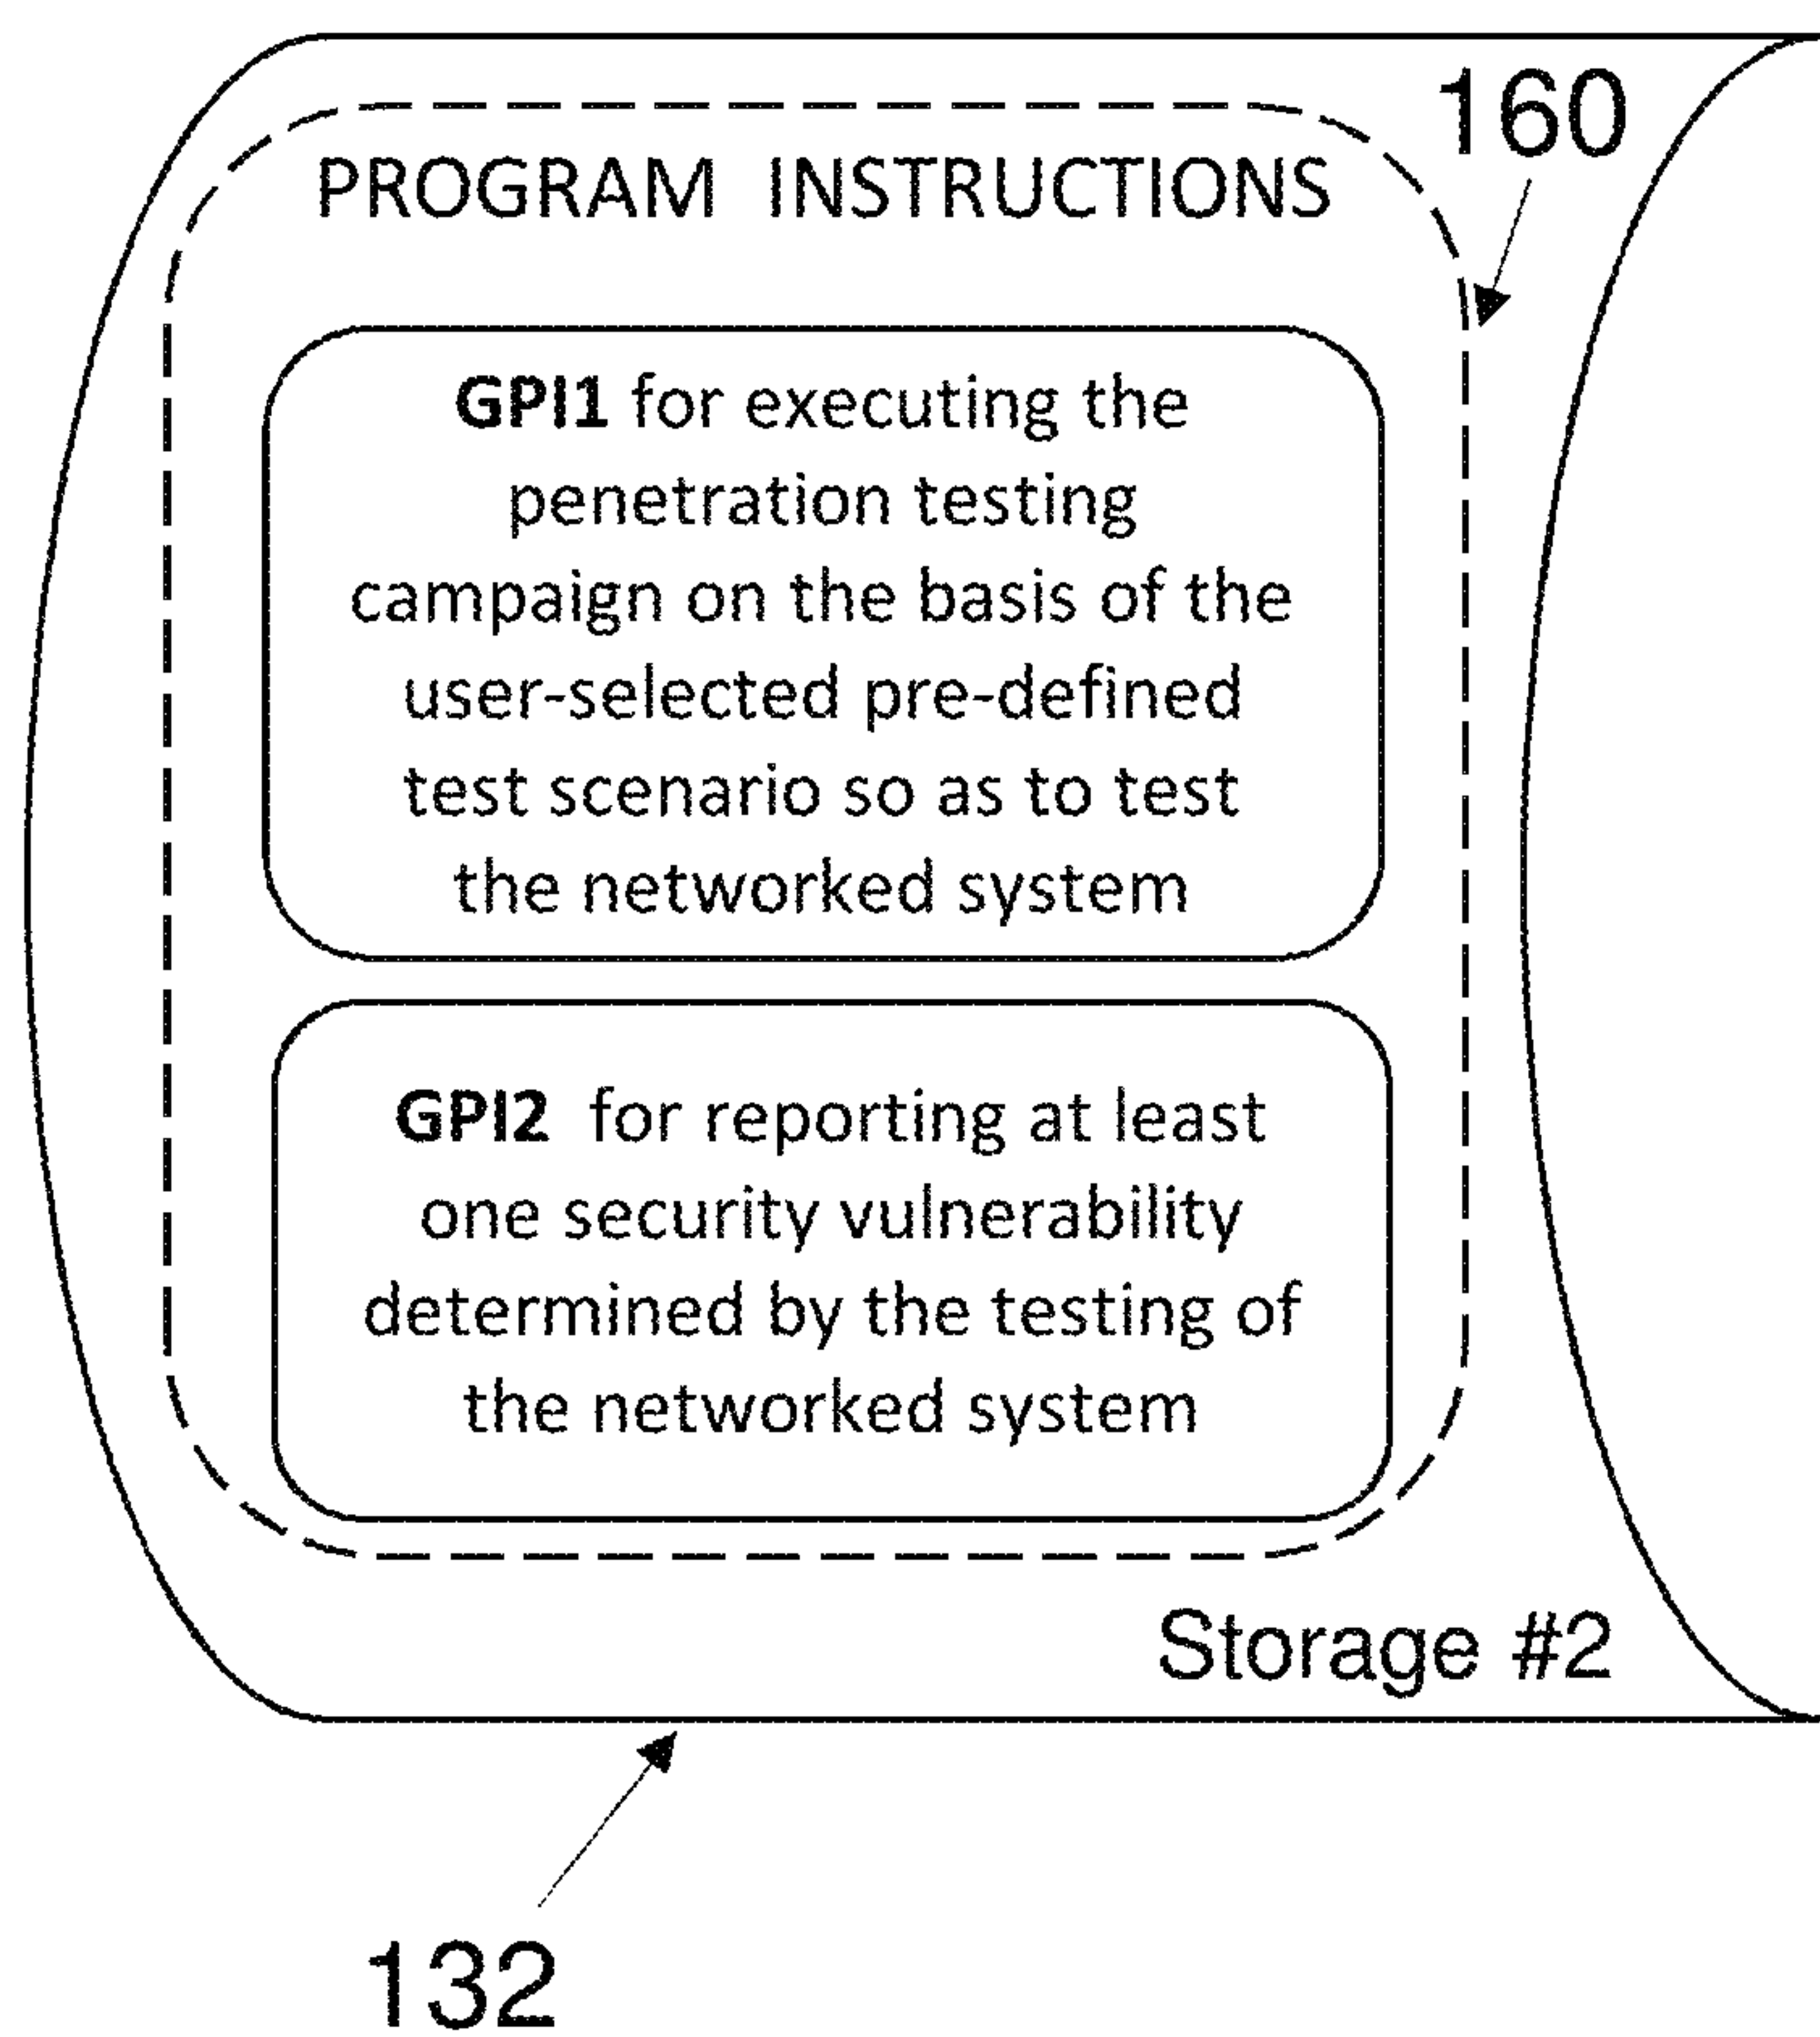 160
PROGRAM INSTRUCTIONS
GPI1 for executing the
penetration testing
campaign on the basis of the
user-selected pre-defined
test scenario so as to test
the networked system
GPI2 for reporting at least
one security vulnerability
determined by the testing of
the networked system
Storage #2
132